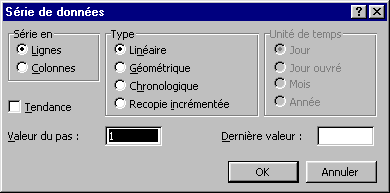 Série de données
Série en
Lignes
Colonnes
Type
Linéaire
Géométrique
Chronologique
Recopie incrémentée
Unité de temps
Jour
Jour ouvré
Mois
Année
Tendance
Valeur du pas : 1
Dernière valeur :
OK Annuler